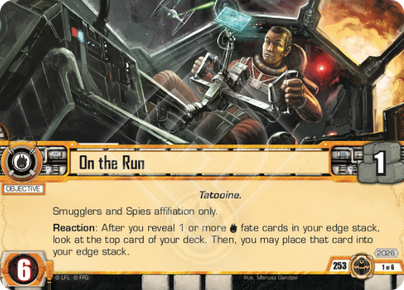 On the Run
1
OBJECTIVE
Tatooine.
Smugglers and Spies affiliation only.
Reaction: After you reveal 1 or more fate cards in your edge stack,
look at the top card of your deck. Then, you may place that card into
your edge stack.
6
© LFL © FFG
Illus. Mariusz Gandzel
253
2026
1 of 6